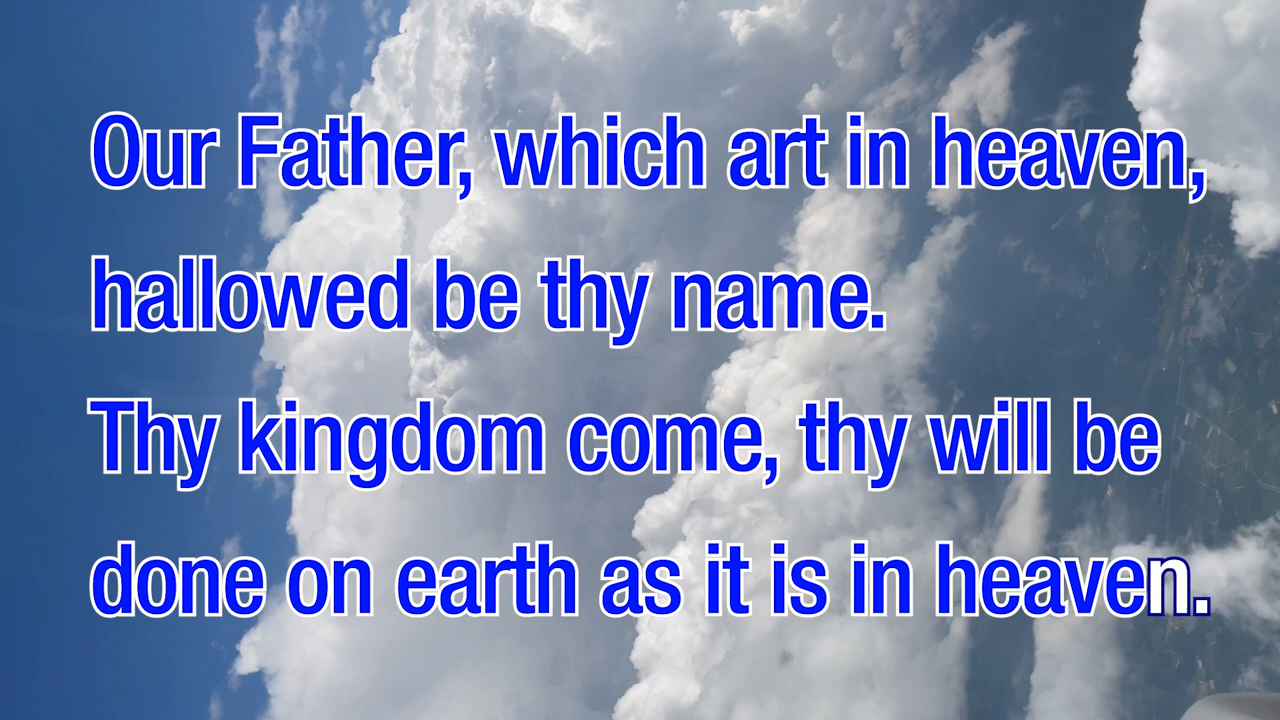 Our Father, which art in heaven,
hallowed be thy name.
Thy kingdom come, thy will be
done on earth as it is in heaven.